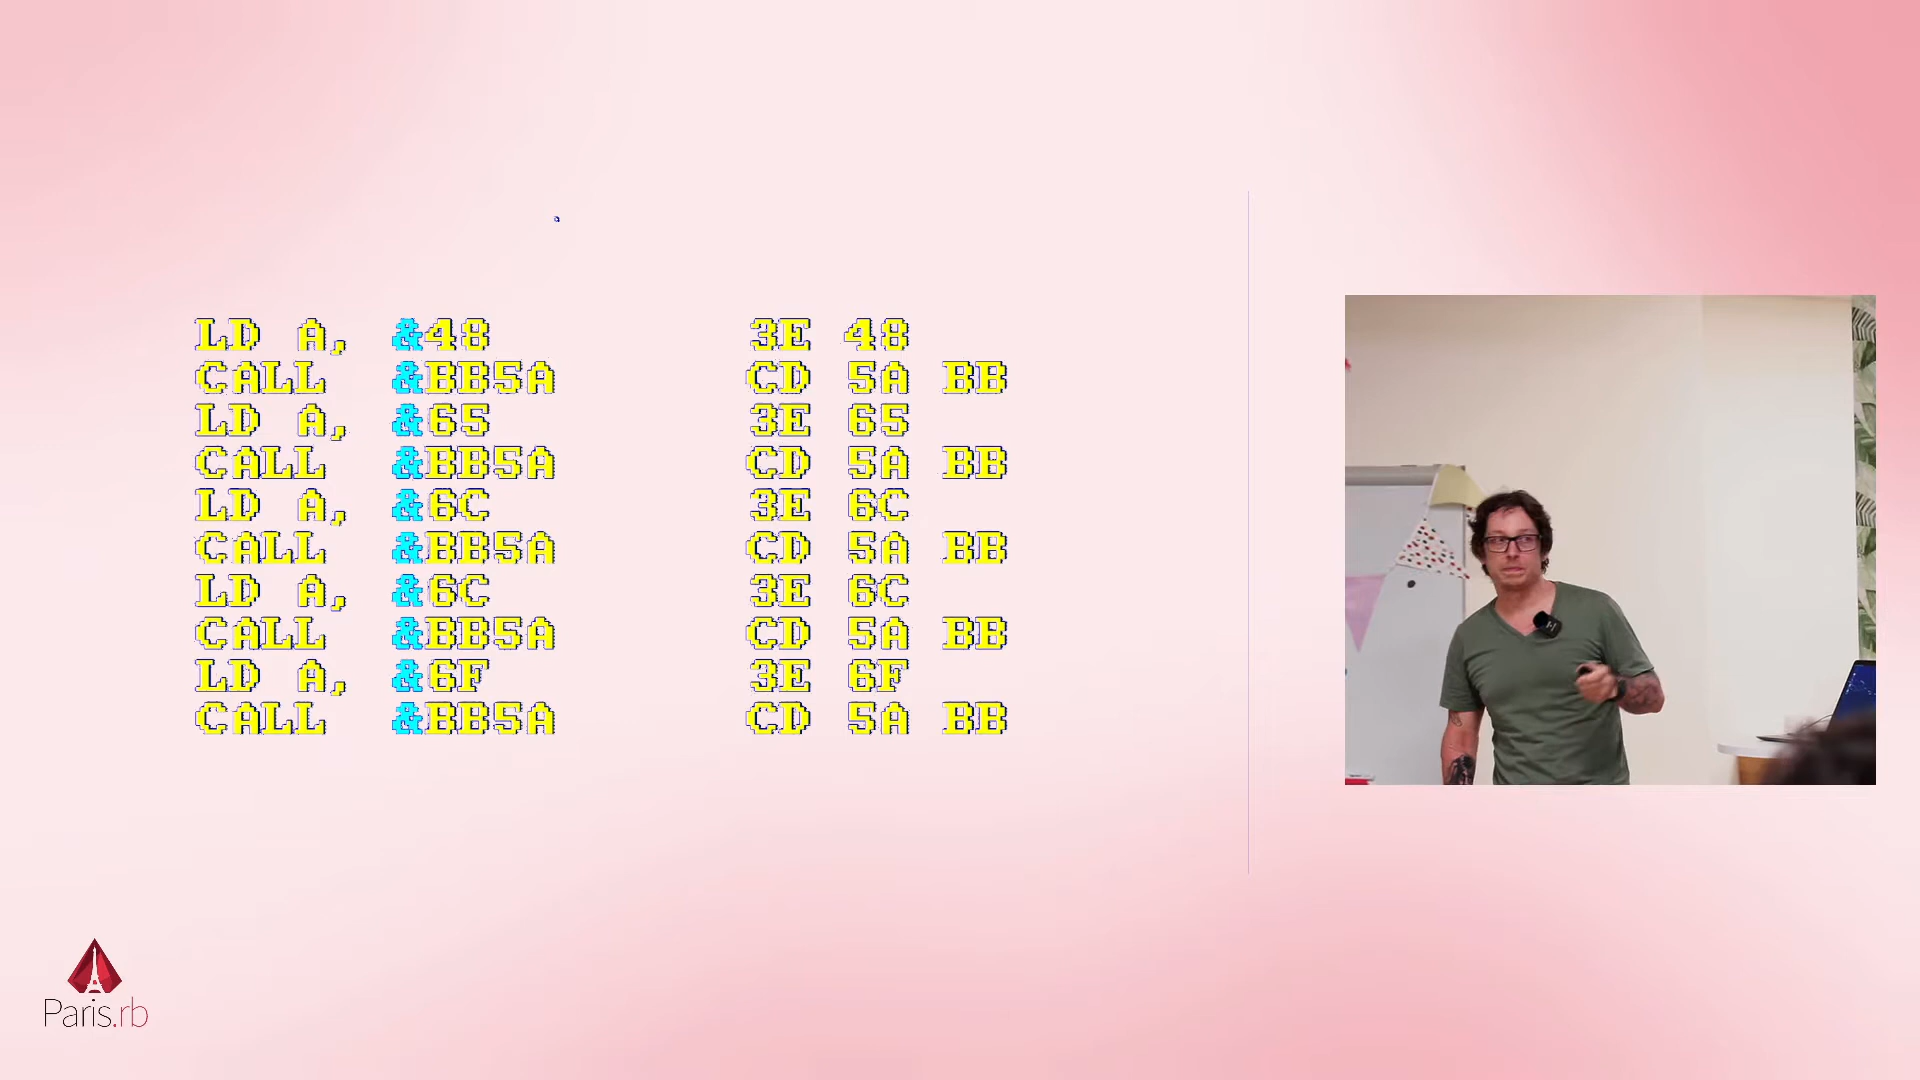 LD A, &48 3E 48
CALL &BB5A CD 5A BB
LD A, &65 3E 65
CALL &BB5A CD 5A BB
LD A, &6C 3E 6C
CALL &BB5A CD 5A BB
LD A, &6C 3E 6C
CALL &BB5A CD 5A BB
LD A, &6F 3E 6F
CALL &BB5A CD 5A BB
Paris.rb